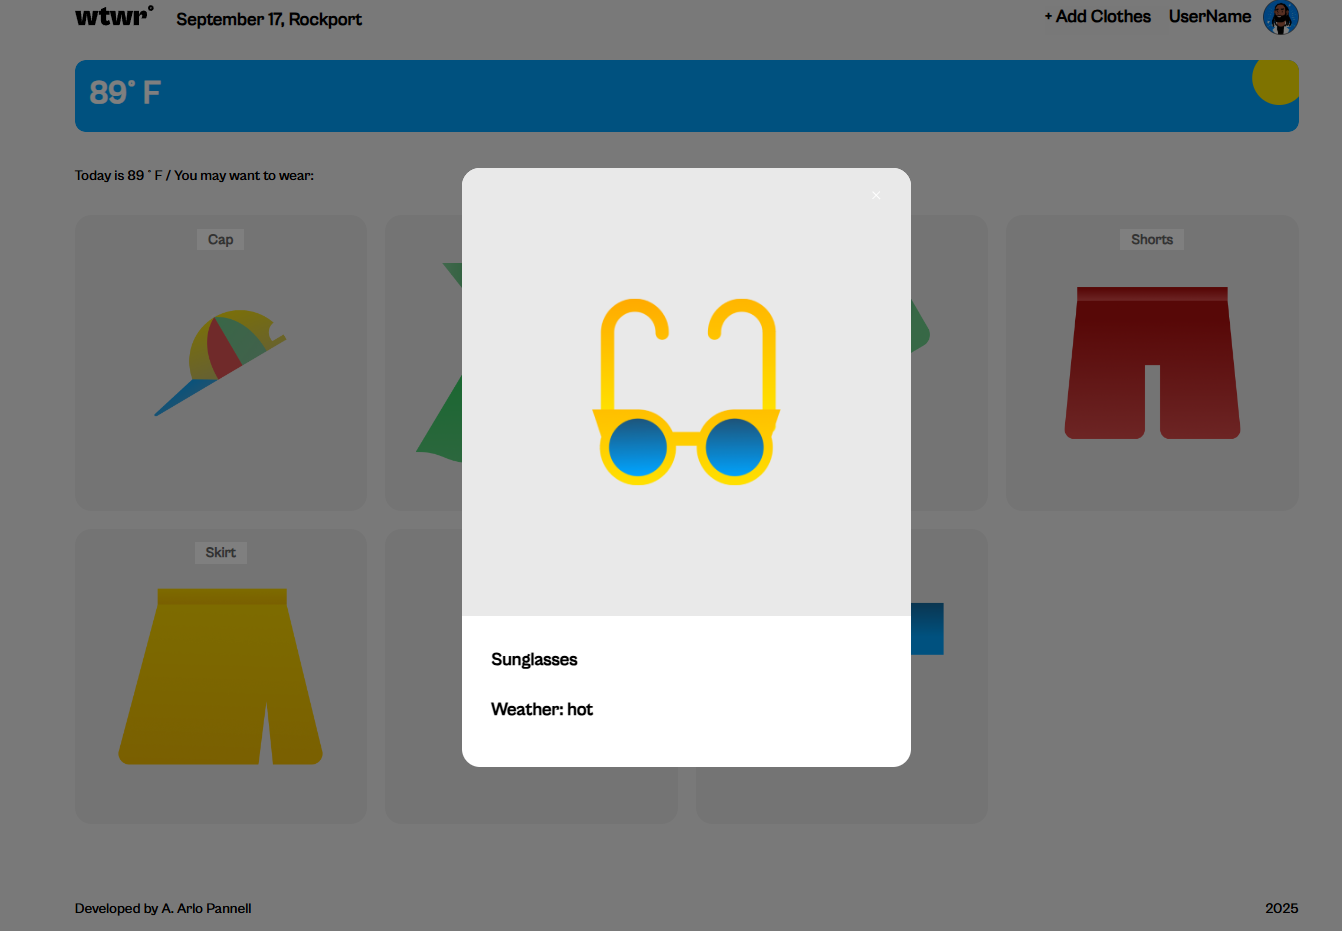 wtwr°
September 17, Rockport
+ Add Clothes
UserName
89° F
Today is 89 ° F / You may want to wear:
×
Cap
Shorts
Skirt
Sunglasses
Weather: hot
Developed by A. Arlo Pannell
2025